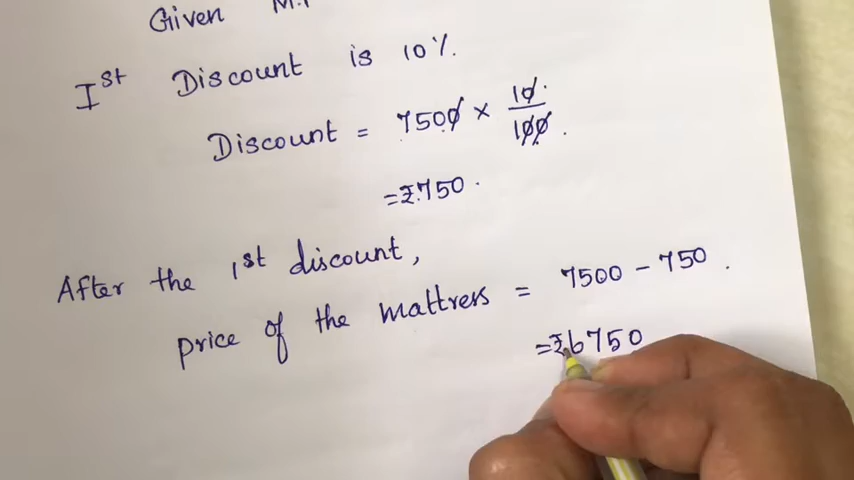 Given
Ist Discount is 10%.
Discount = 7500 × 10/100.
= ₹.750.
After the 1st discount,
price of the mattress = 7500 - 750.
= ₹6750